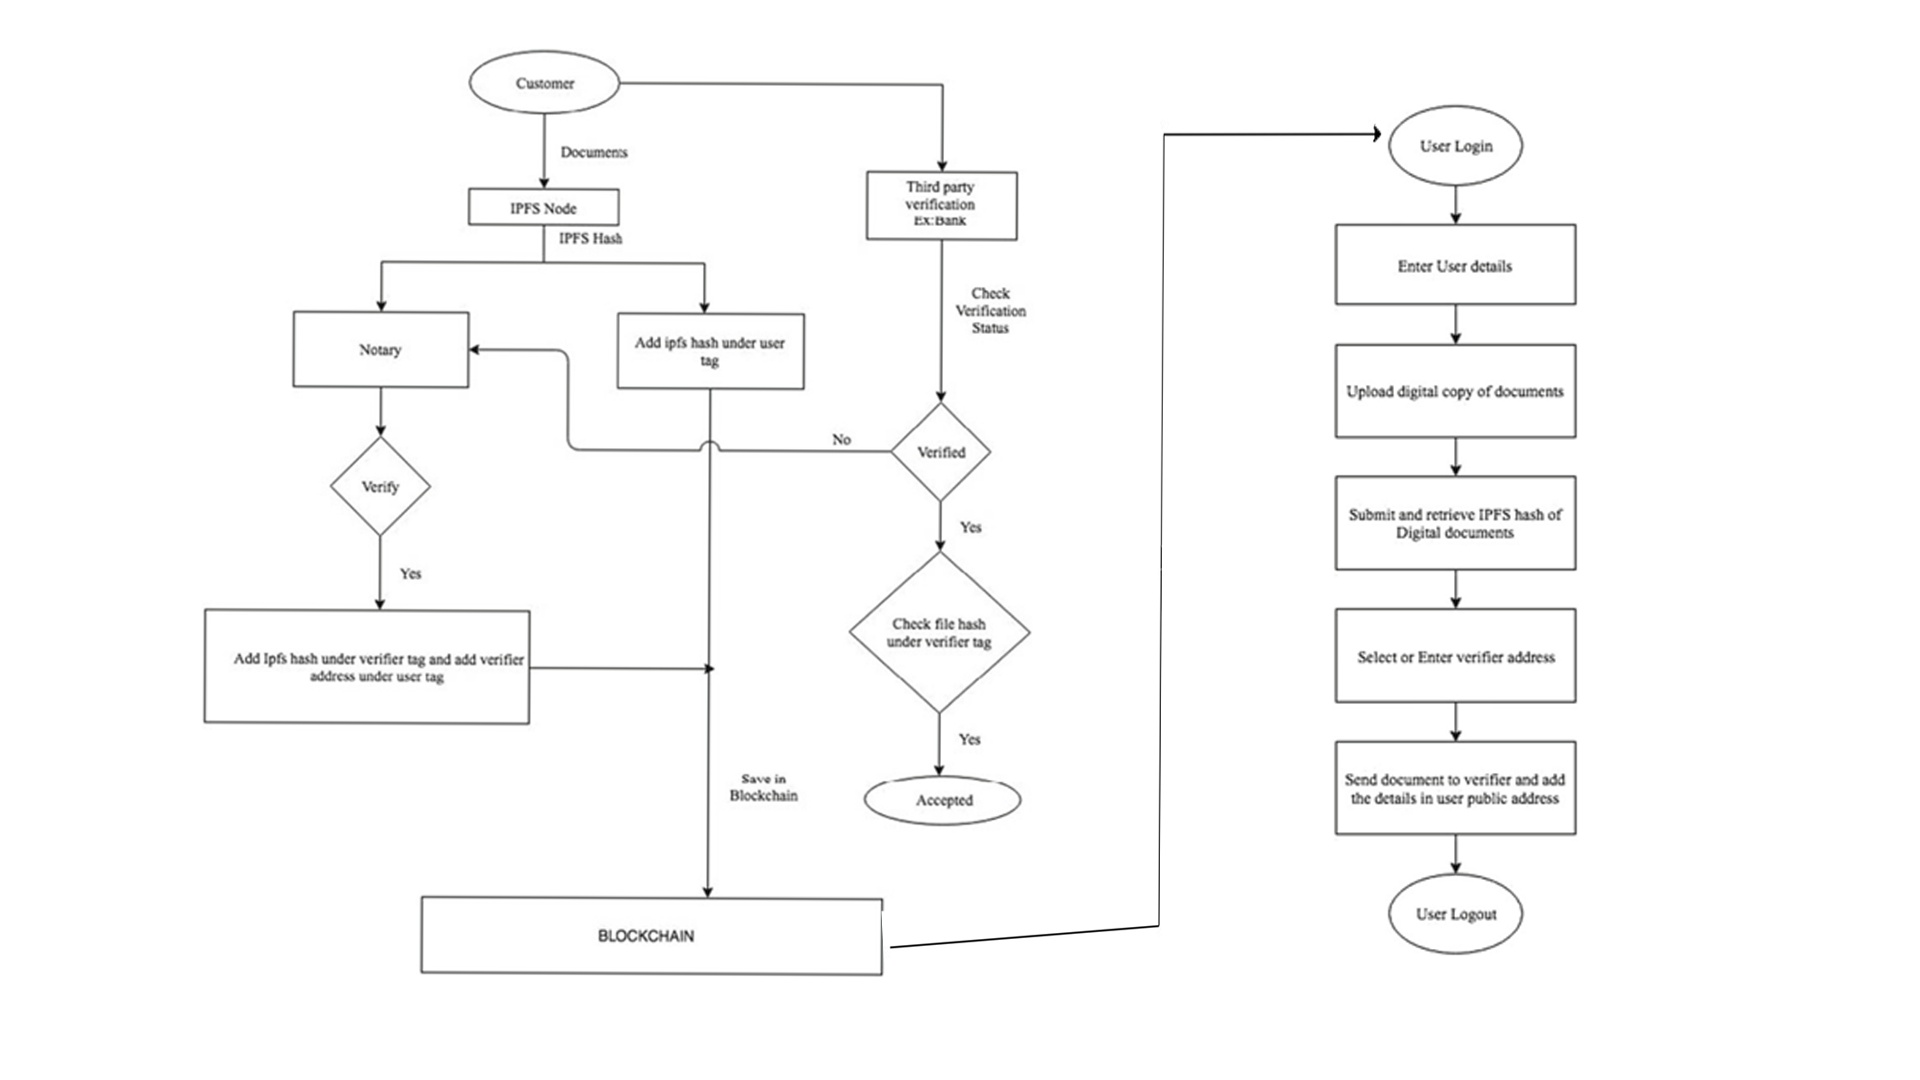 Customer
Documents
IPFS Node
IPFS Hash
Notary
Add ipfs hash under user
tag
Verify
Yes
Add Ipfs hash under verifier tag and add verifier
address under user tag
Save in
Blockchain
BLOCKCHAIN
Third party
verification
Ex:Bank
Check
Verification
Status
Verified
No
Yes
Check file hash
under verifier tag
Yes
Accepted
User Login
Enter User details
Upload digital copy of documents
Submit and retrieve IPFS hash of
Digital documents
Select or Enter verifier address
Send document to verifier and add
the details in user public address
User Logout